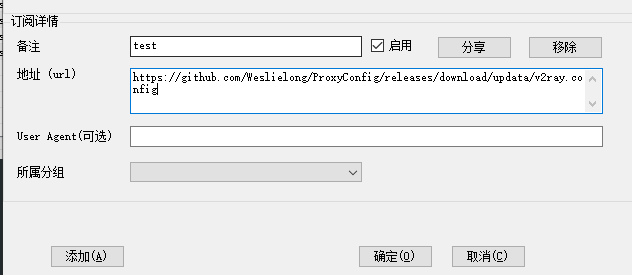 订阅详情
备注 test 启用 分享 移除
地址 (url) https://github.com/Weslielong/ProxyConfig/releases/download/updata/v2ray.co
nfig
User Agent(可选)
所属分组
添加(A) 确定(O) 取消(C)